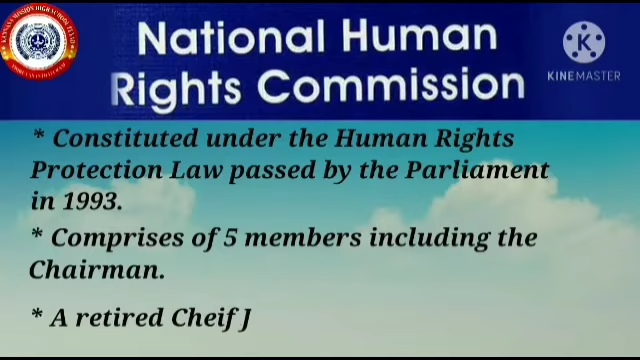 National Human
Rights Commission
KINEMASTER
* Constituted under the Human Rights
Protection Law passed by the Parliament
in 1993.
* Comprises of 5 members including the
Chairman.
* A retired Cheif J